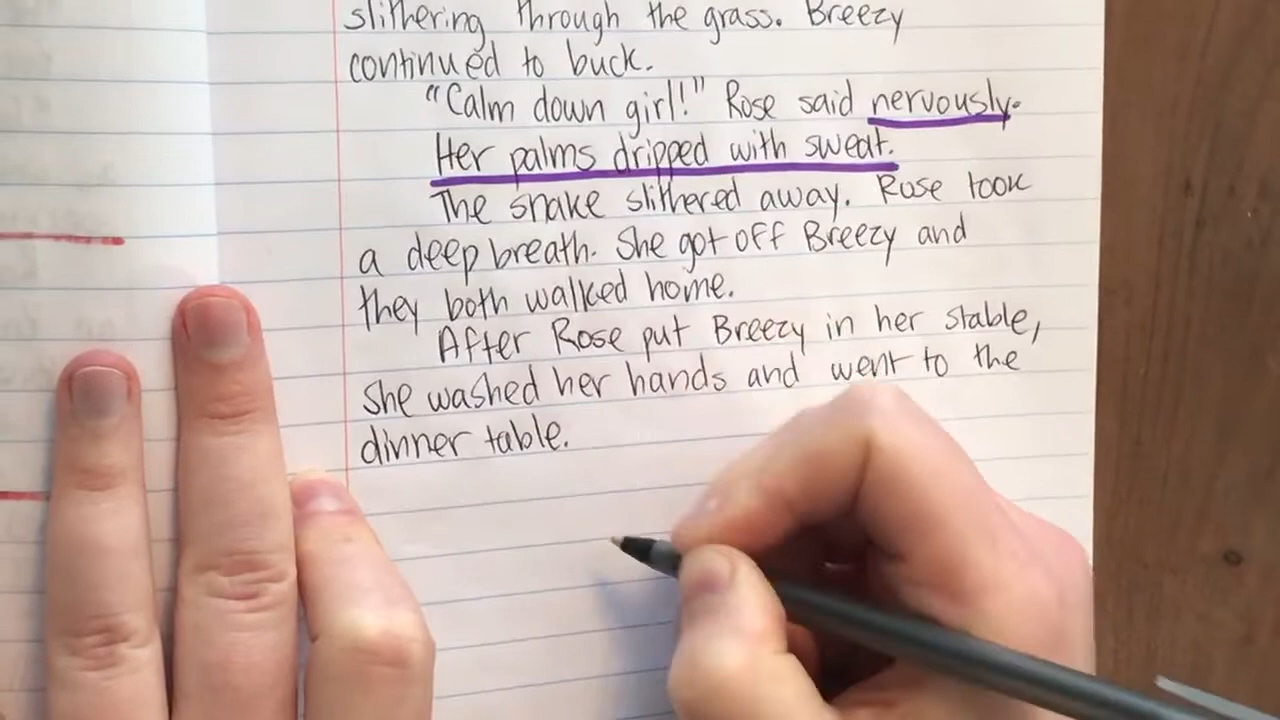 slithering through the grass. Breezy
continued to buck.
"Calm down girl!" Rose said nervously.
Her palms dripped with sweat.
The snake slithered away. Rose took
a deep breath. She got off Breezy and
they both walked home.
After Rose put Breezy in her stable,
she washed her hands and went to the
dinner table.